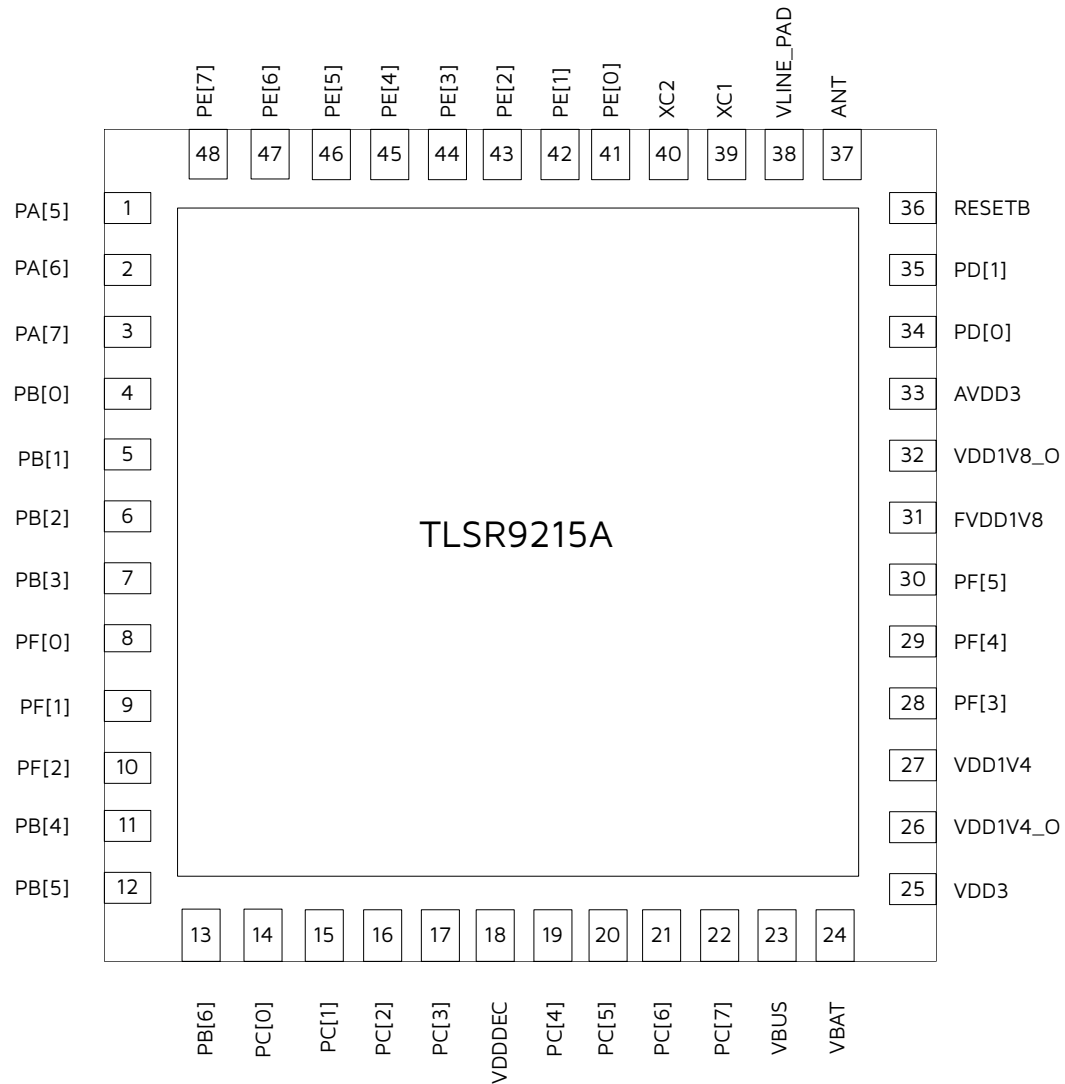 PE[7]
PE[6]
PE[5]
PE[4]
PE[3]
PE[2]
PE[1]
PE[0]
XC2
XC1
VLINE_PAD
ANT
48
47
46
45
44
43
42
41
40
39
38
37
PA[5]
1
PA[6]
2
PA[7]
3
PB[0]
4
PB[1]
5
PB[2]
6
PB[3]
7
PF[0]
8
PF[1]
9
PF[2]
10
PB[4]
11
PB[5]
12
TLSR9215A
36
RESETB
35
PD[1]
34
PD[0]
33
AVDD3
32
VDD1V8_O
31
FVDD1V8
30
PF[5]
29
PF[4]
28
PF[3]
27
VDD1V4
26
VDD1V4_O
25
VDD3
13
14
15
16
17
18
19
20
21
22
23
24
PB[6]
PC[0]
PC[1]
PC[2]
PC[3]
VDDDEC
PC[4]
PC[5]
PC[6]
PC[7]
VBUS
VBAT